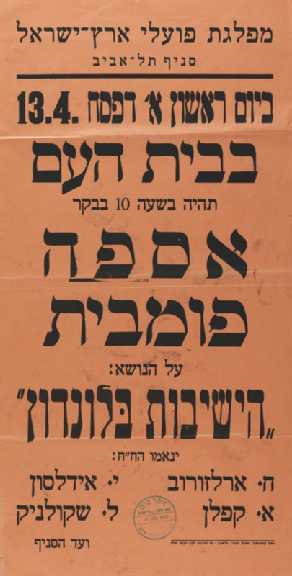 מפלגת פועלי ארץ־ישראל
סניף תל־אביב
ביום ראשון א׳ דפסח 13.4.
בבית העם
תהיה בשעה 10 בבקר
אספה
פומבית
על הנושא:
„הישיבות בלונדון"
ינאמו הח״ח:
ח. ארלוזורוב י. אידלסון
א. קפלן ל. שקולניק
ועד הסניף